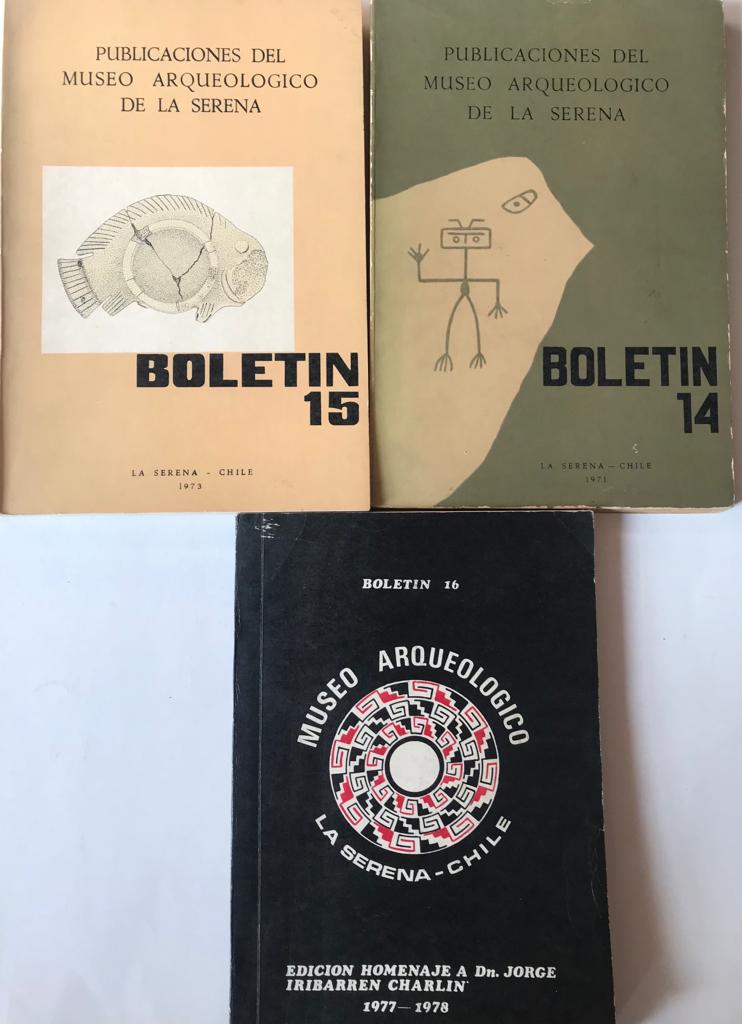 PUBLICACIONES DEL
MUSEO ARQUEOLOGICO
DE LA SERENA
BOLETIN
15
LA SERENA - CHILE
1973
PUBLICACIONES DEL
MUSEO ARQUEOLOGICO
DE LA SERENA
BOLETIN
14
LA SERENA — CHILE
1971
BOLETIN 16
MUSEO ARQUEOLOGICO
LA SERENA - CHILE
EDICION HOMENAJE A Dn. JORGE
IRIBARREN CHARLIN
1977—1978